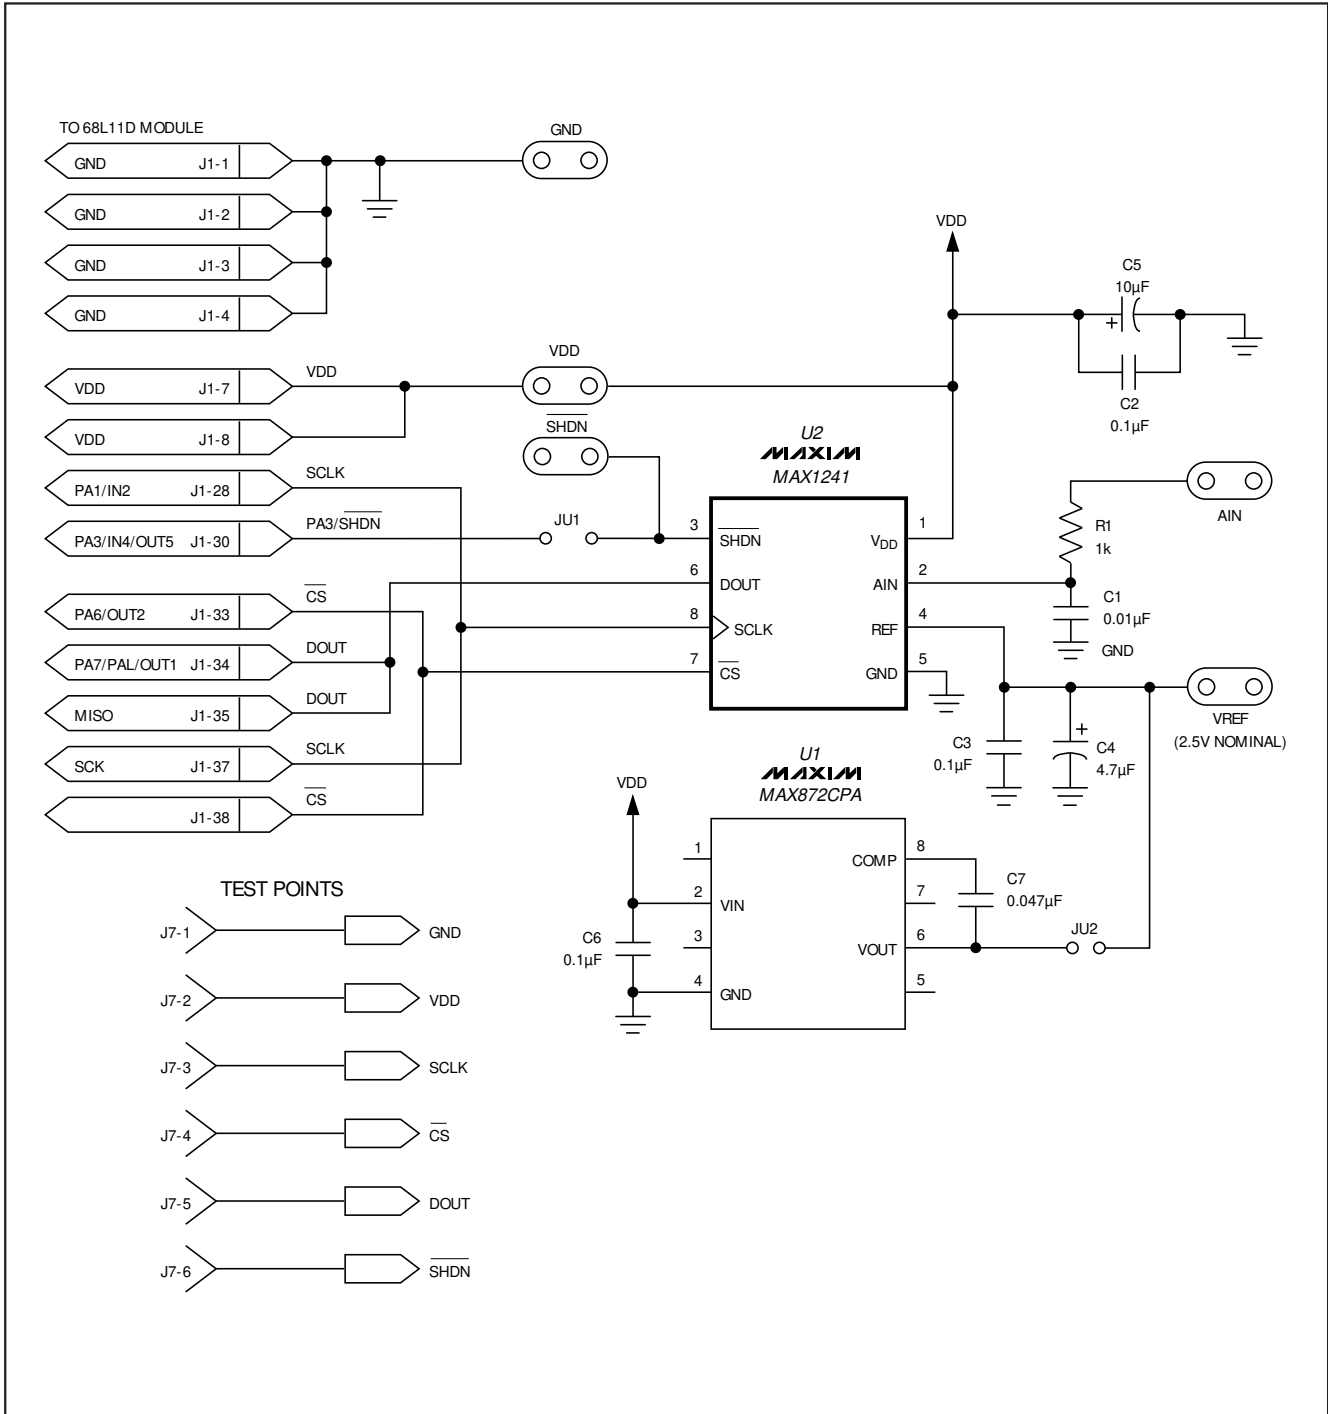 TO 68L11D MODULE
GND J1-1
GND J1-2
GND J1-3
GND J1-4
VDD J1-7 VDD
VDD J1-8
PA1/IN2 J1-28 SCLK
PA3/IN4/OUT5 J1-30 PA3/SHDN
PA6/OUT2 J1-33 CS
PA7/PAL/OUT1 J1-34 DOUT
MISO J1-35 DOUT
SCK J1-37 SCLK
J1-38 CS
GND
VDD
SHDN
JU1
U2
MAXIM
MAX1241
3 SHDN
6 DOUT
8 SCLK
7 CS
VDD 1
AIN 2
REF 4
GND 5
VDD
C5
10µF
+
C2
0.1µF
AIN
R1
1k
C1
0.01µF
GND
VREF
(2.5V NOMINAL)
C3
0.1µF
+
C4
4.7µF
U1
MAXIM
MAX872CPA
VDD
C6
0.1µF
1
2 VIN
3
4 GND
COMP 8
7
VOUT 6
5
C7
0.047µF
JU2
TEST POINTS
J7-1 GND
J7-2 VDD
J7-3 SCLK
J7-4 CS
J7-5 DOUT
J7-6 SHDN